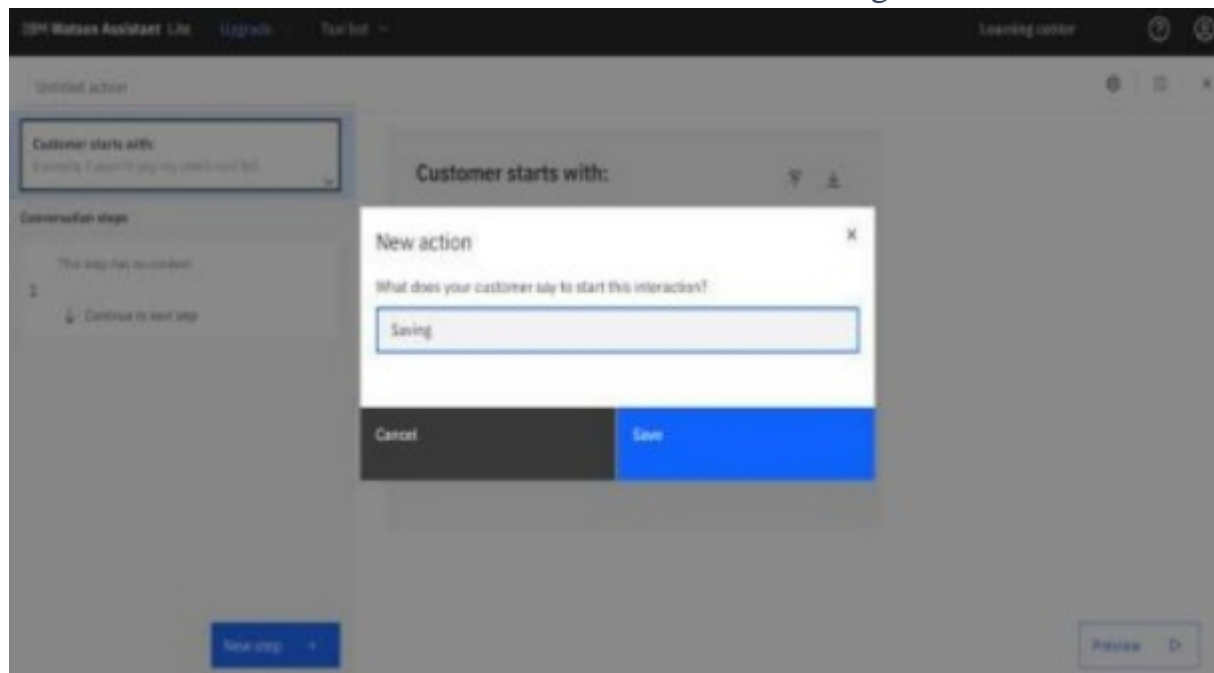 IBM Watson Assistant Lite Upgrade Taxi bot Learning center
Untitled action
Customer starts with:
Customer starts with:
Conversation steps
This step has no content
1
Continue to next step
New action
What does your customer say to start this interaction?
Saving
Cancel Save
New step +
Preview